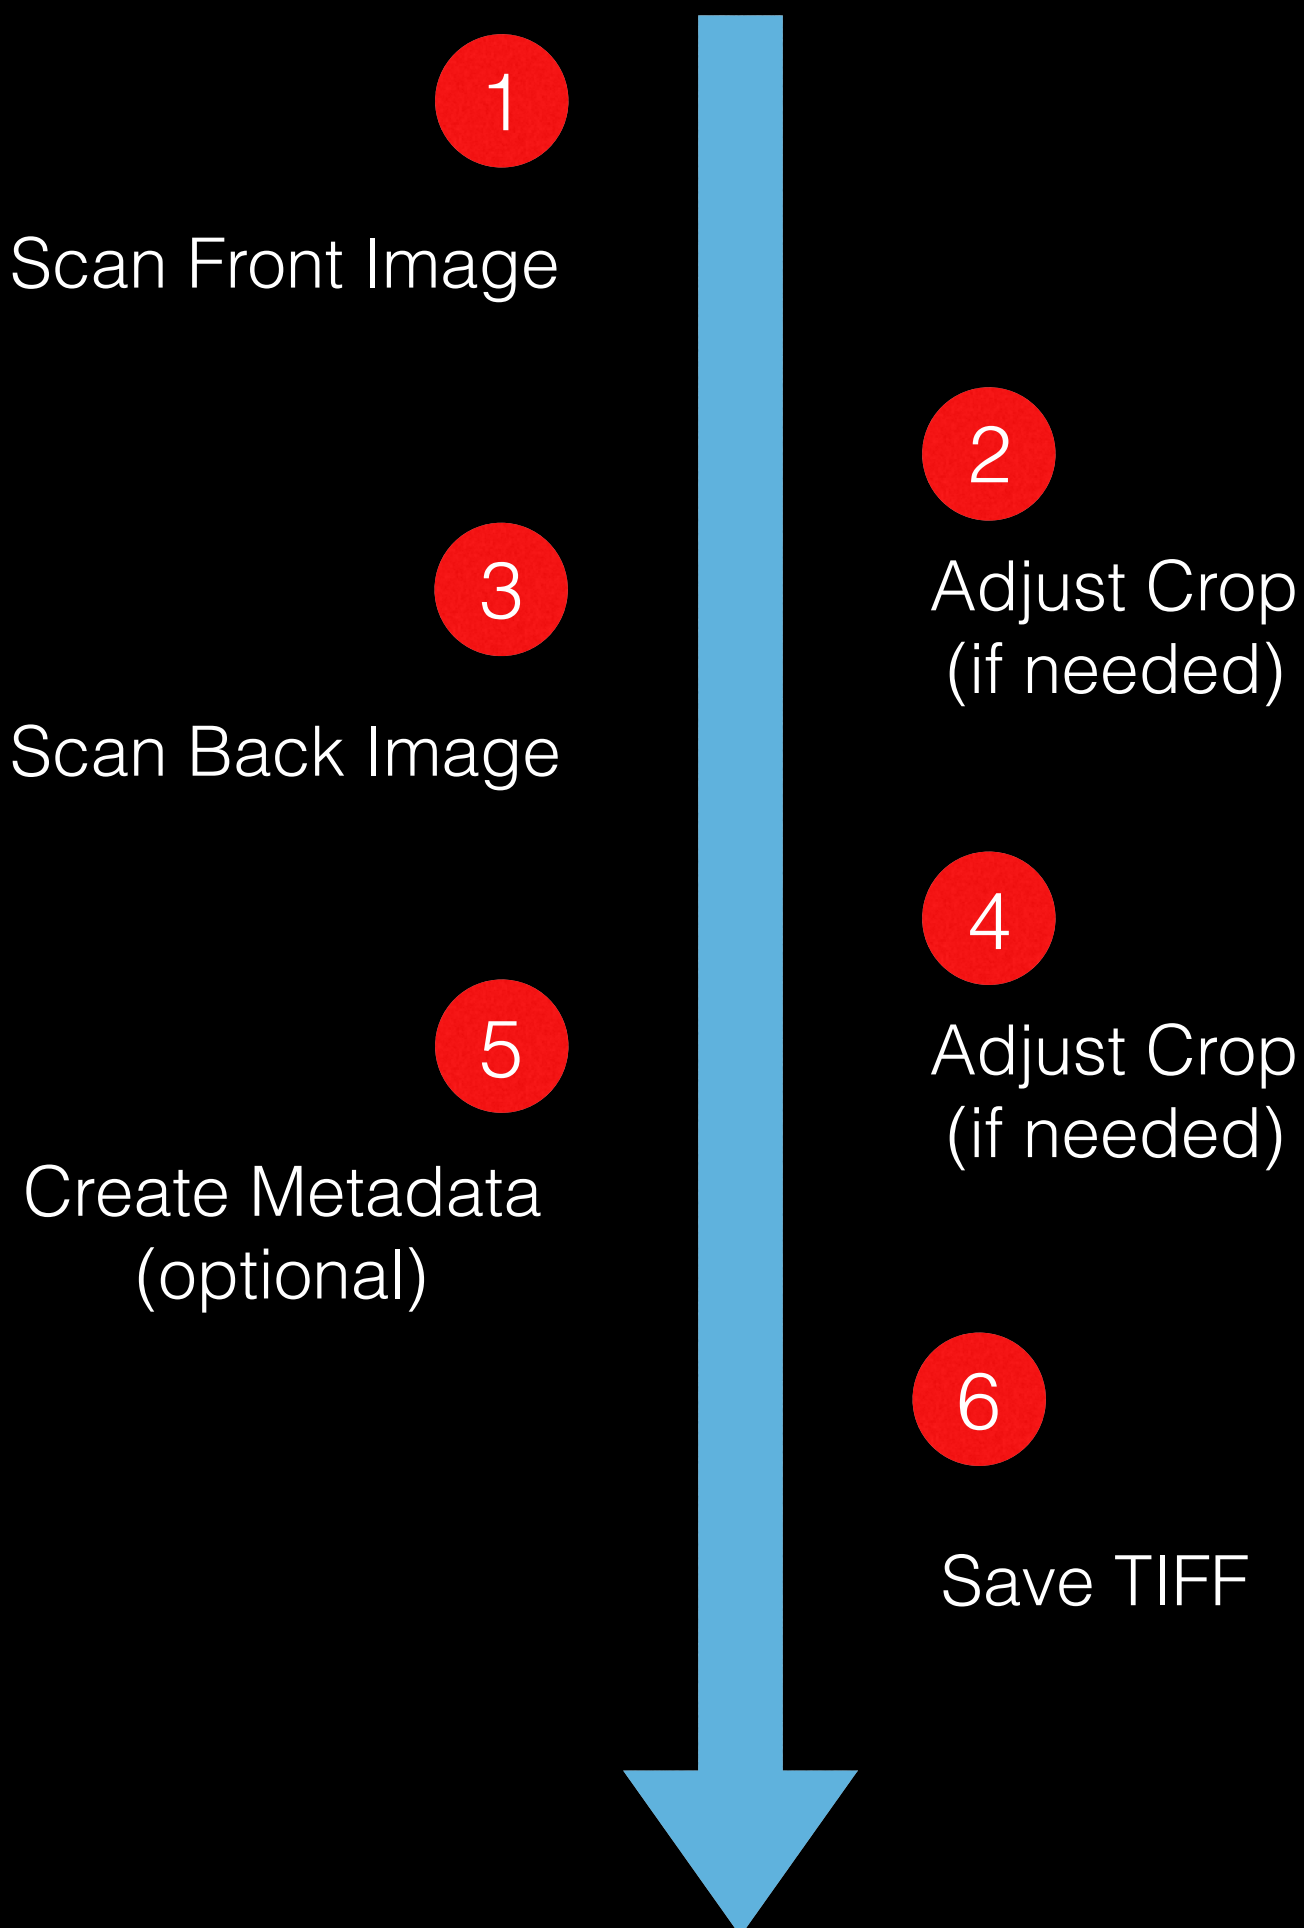 1
Scan Front Image
2
Adjust Crop
(if needed)
3
Scan Back Image
4
Adjust Crop
(if needed)
5
Create Metadata
(optional)
6
Save TIFF